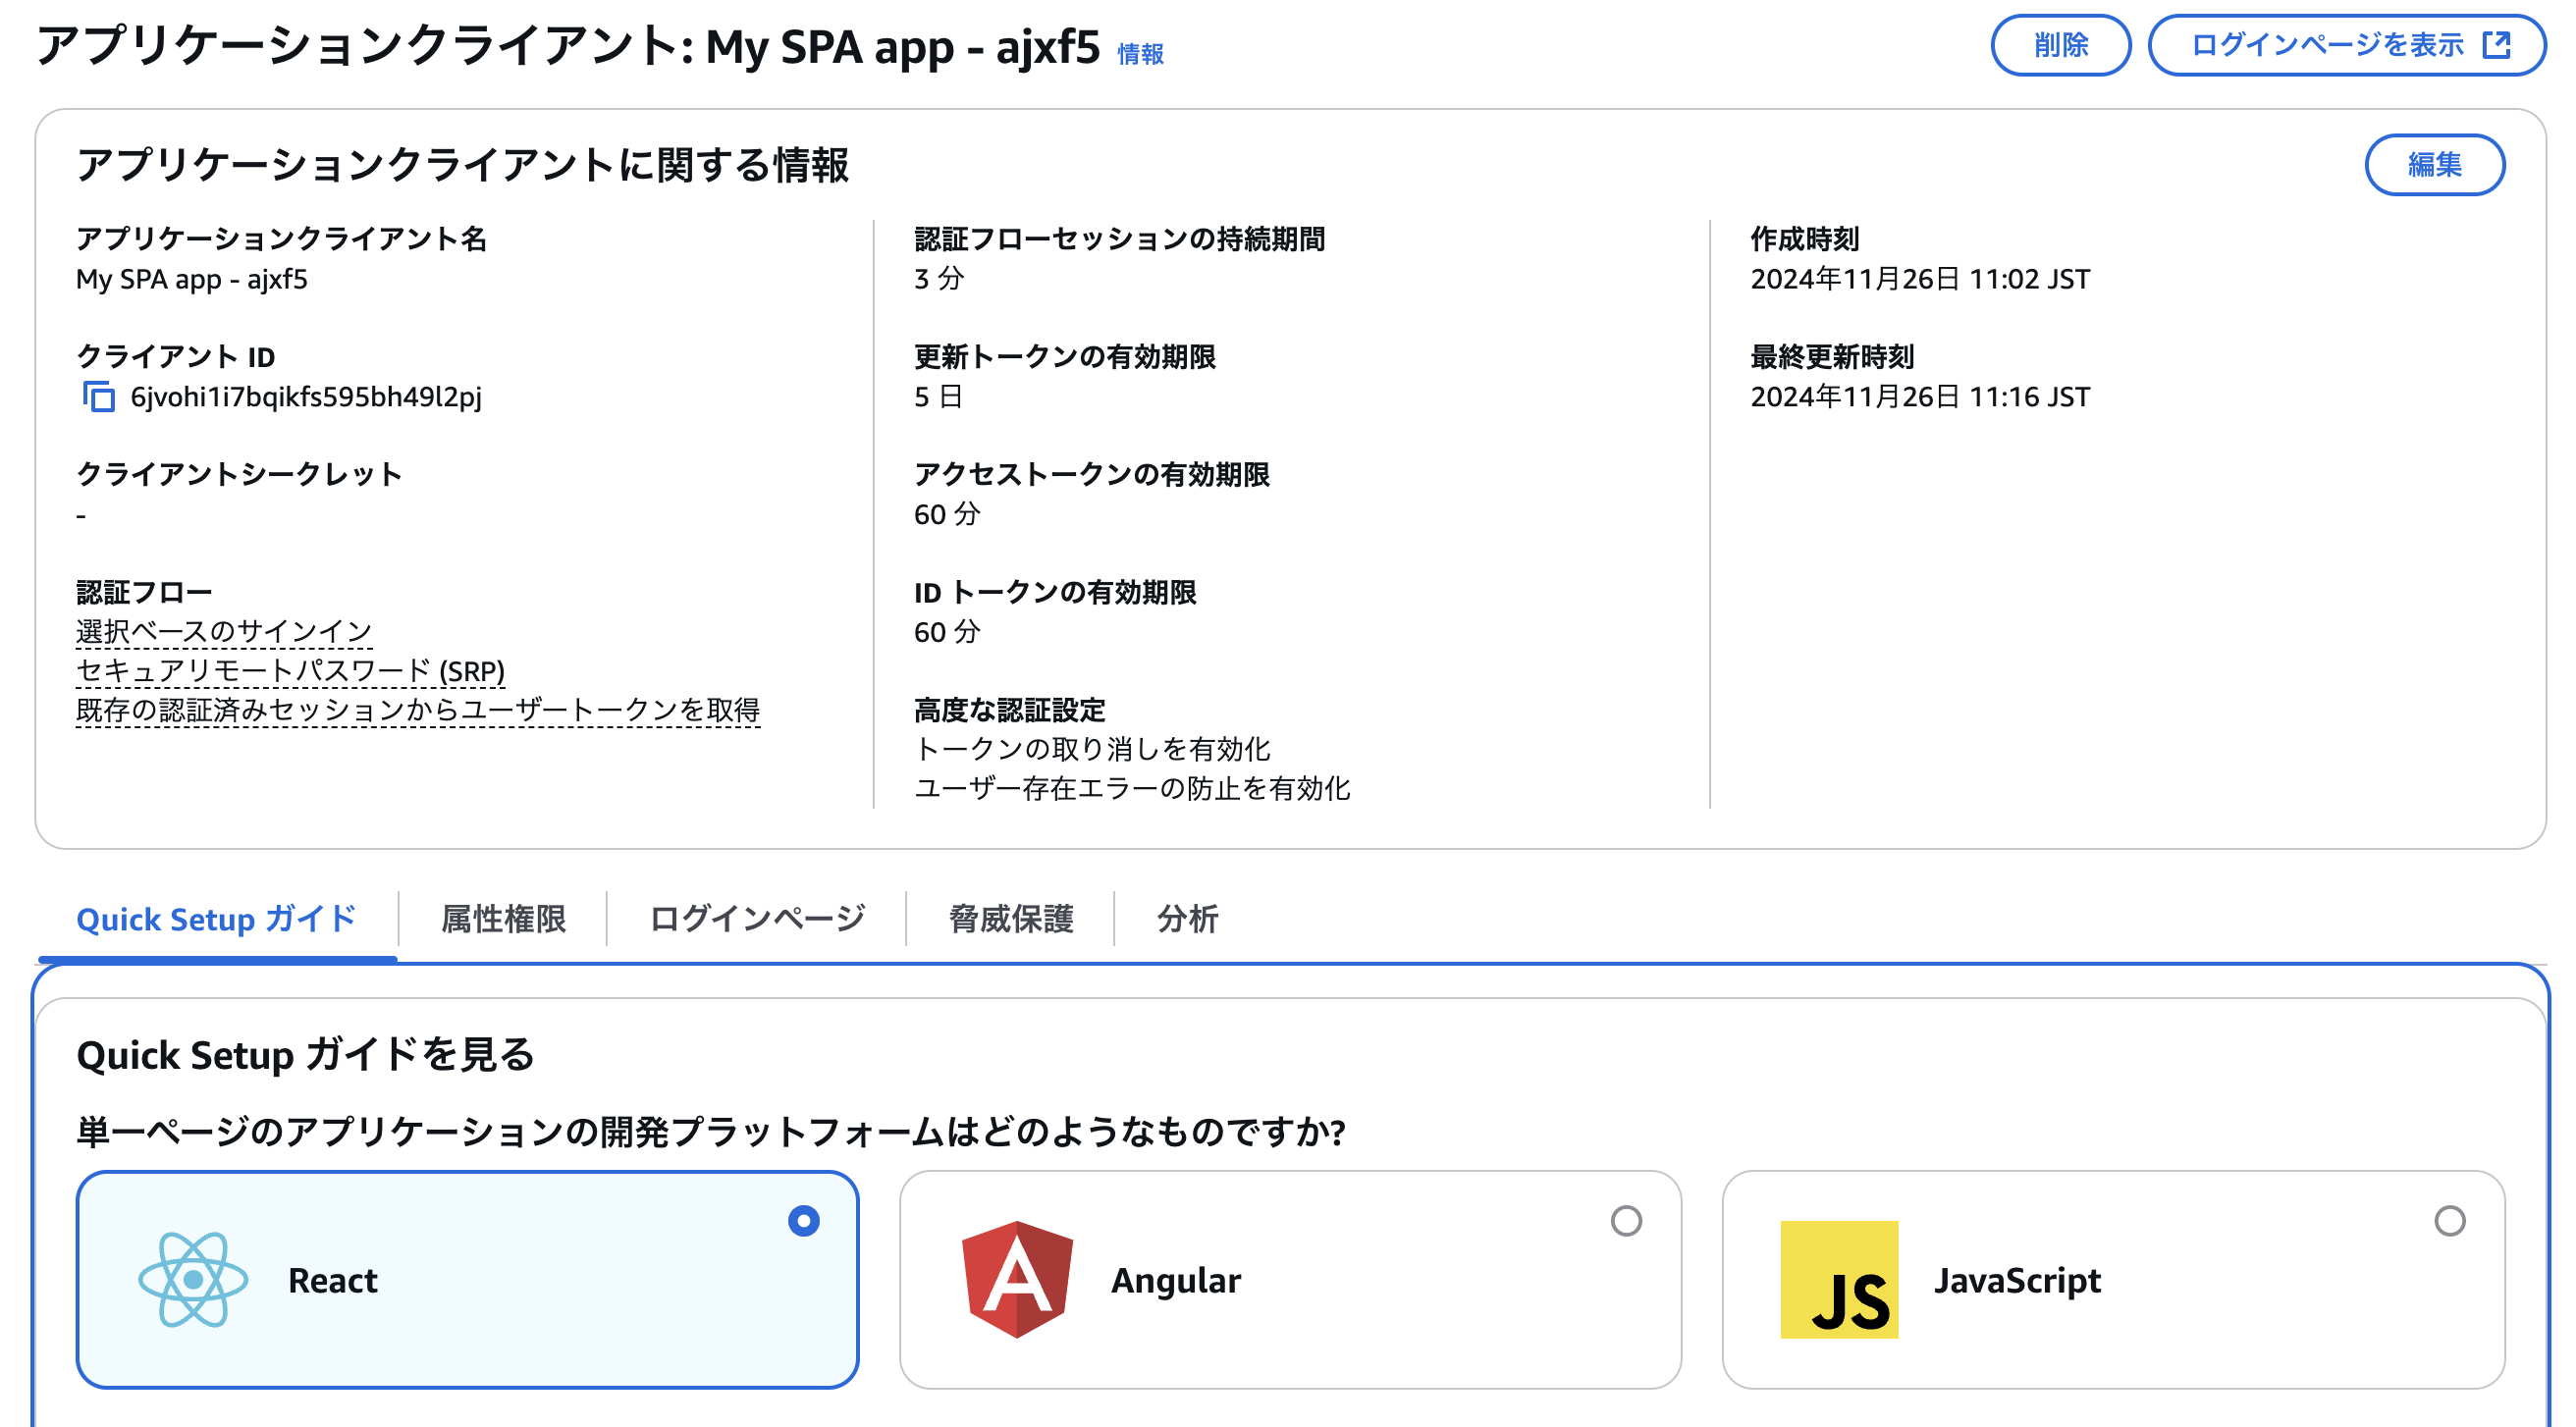 アプリケーションクライアント: My SPA app - ajxf5 情報
削除
ログインページを表示
アプリケーションクライアントに関する情報
編集
アプリケーションクライアント名
My SPA app - ajxf5
クライアント ID
6jvohi1i7bqikfs595bh49l2pj
クライアントシークレット
-
認証フロー
選択ベースのサインイン
セキュアリモートパスワード (SRP)
既存の認証済みセッションからユーザートークンを取得
認証フローセッションの持続期間
3 分
更新トークンの有効期限
5 日
アクセストークンの有効期限
60 分
ID トークンの有効期限
60 分
高度な認証設定
トークンの取り消しを有効化
ユーザー存在エラーの防止を有効化
作成時刻
2024年11月26日 11:02 JST
最終更新時刻
2024年11月26日 11:16 JST
Quick Setup ガイド
属性権限
ログインページ
脅威保護
分析
Quick Setup ガイドを見る
単一ページのアプリケーションの開発プラットフォームはどのようなものですか?
React
Angular
JS
JavaScript